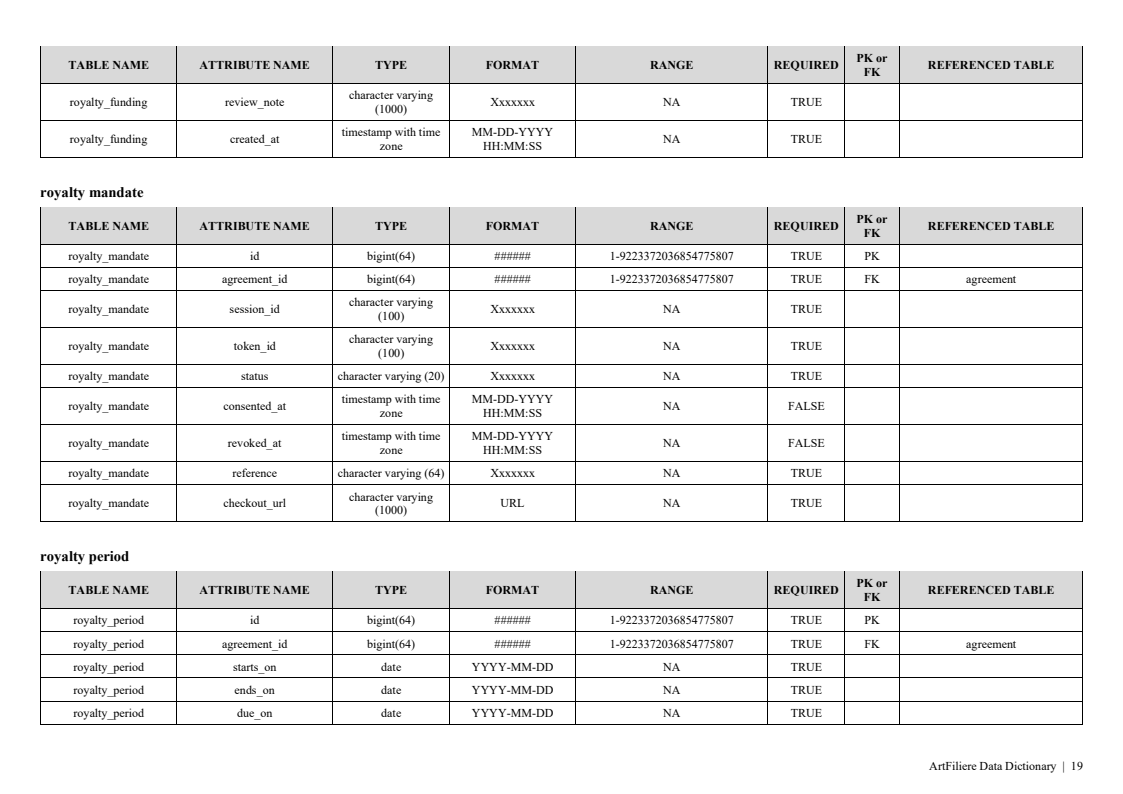 TABLE NAME ATTRIBUTE NAME TYPE FORMAT RANGE REQUIRED PK or FK REFERENCED TABLE
royalty_funding review_note character varying (1000) Xxxxxxx NA TRUE
royalty_funding created_at timestamp with time zone MM-DD-YYYY HH:MM:SS NA TRUE
royalty mandate
TABLE NAME ATTRIBUTE NAME TYPE FORMAT RANGE REQUIRED PK or FK REFERENCED TABLE
royalty_mandate id bigint(64) ###### 1-9223372036854775807 TRUE PK
royalty_mandate agreement_id bigint(64) ###### 1-9223372036854775807 TRUE FK agreement
royalty_mandate session_id character varying (100) Xxxxxxx NA TRUE
royalty_mandate token_id character varying (100) Xxxxxxx NA TRUE
royalty_mandate status character varying (20) Xxxxxxx NA TRUE
royalty_mandate consented_at timestamp with time zone MM-DD-YYYY HH:MM:SS NA FALSE
royalty_mandate revoked_at timestamp with time zone MM-DD-YYYY HH:MM:SS NA FALSE
royalty_mandate reference character varying (64) Xxxxxxx NA TRUE
royalty_mandate checkout_url character varying (1000) URL NA TRUE
royalty period
TABLE NAME ATTRIBUTE NAME TYPE FORMAT RANGE REQUIRED PK or FK REFERENCED TABLE
royalty_period id bigint(64) ###### 1-9223372036854775807 TRUE PK
royalty_period agreement_id bigint(64) ###### 1-9223372036854775807 TRUE FK agreement
royalty_period starts_on date YYYY-MM-DD NA TRUE
royalty_period ends_on date YYYY-MM-DD NA TRUE
royalty_period due_on date YYYY-MM-DD NA TRUE
ArtFiliere Data Dictionary | 19